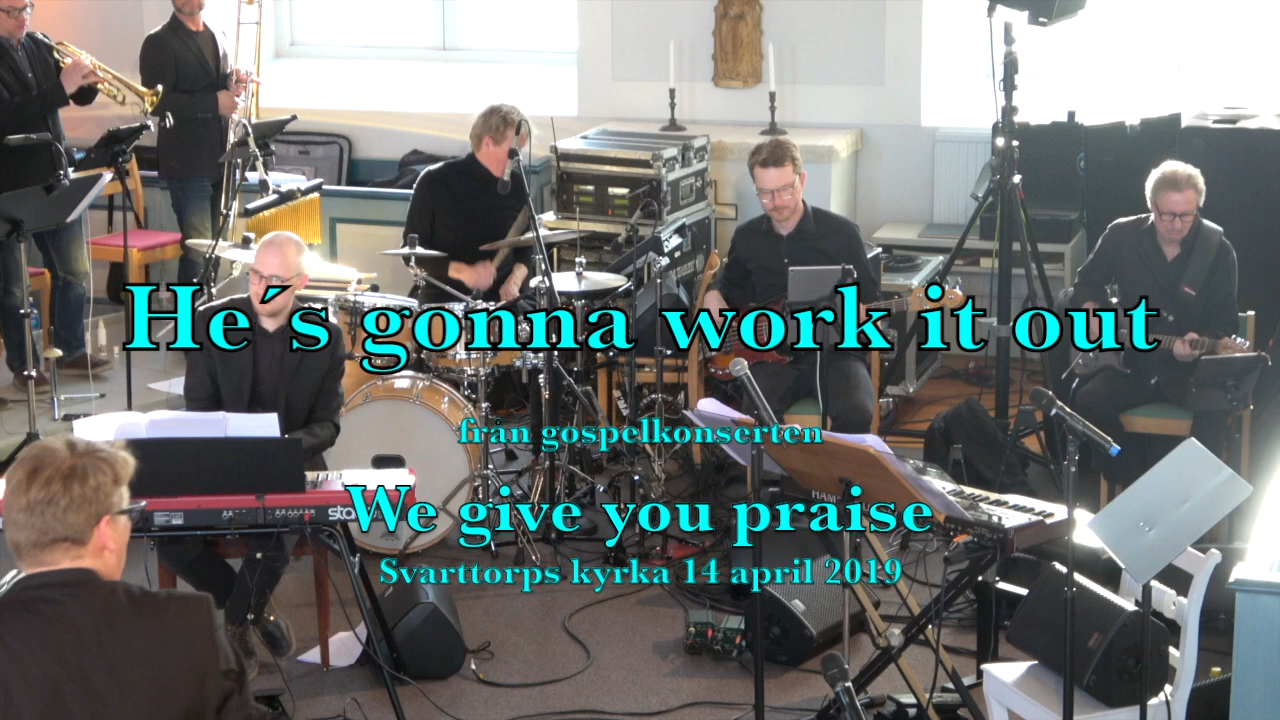 He´s gonna work it out
från gospelkonserten
We give you praise
Svarttorps kyrka 14 april 2019